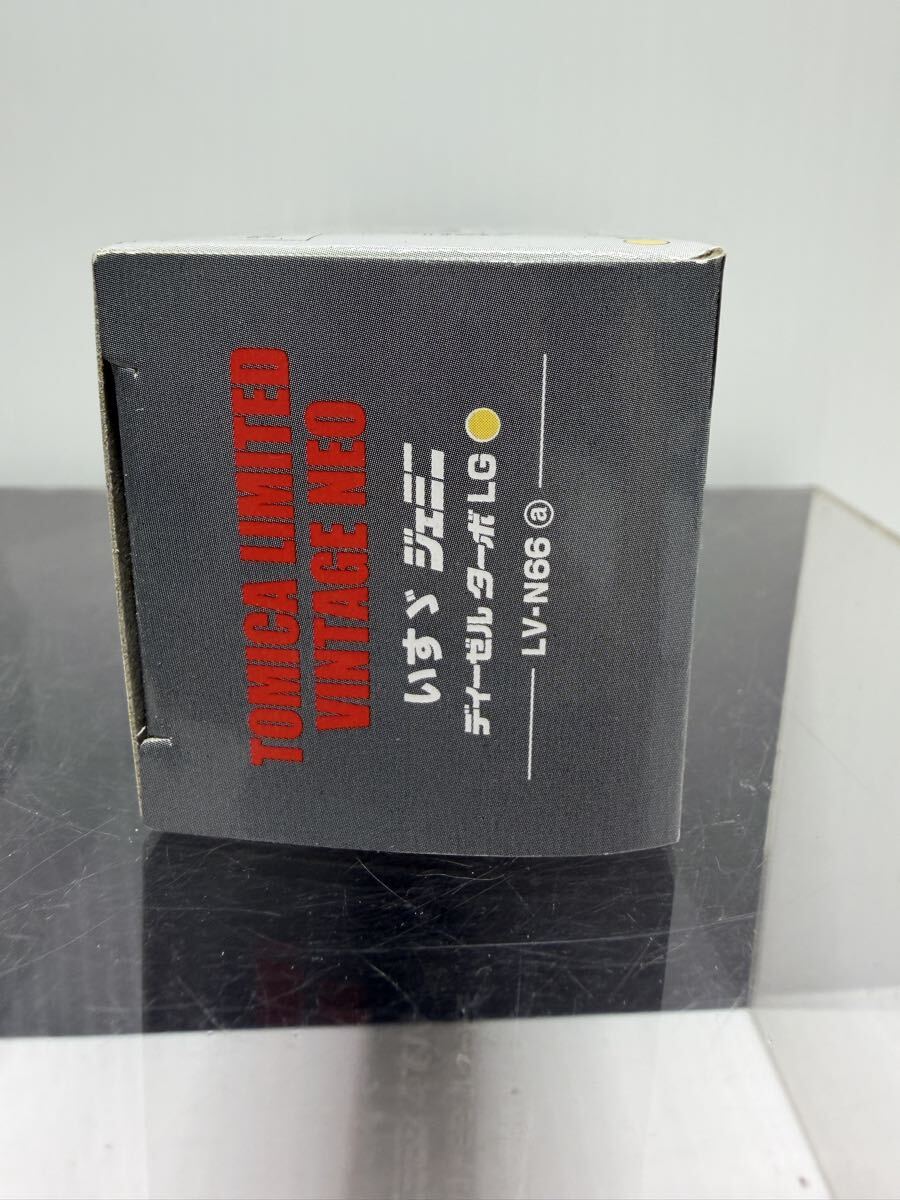 TOMICA LIMITED
VINTAGE NEO
いすゞ ジェミニ
ディーゼル ターボ LG
LV-N66 ⓐ